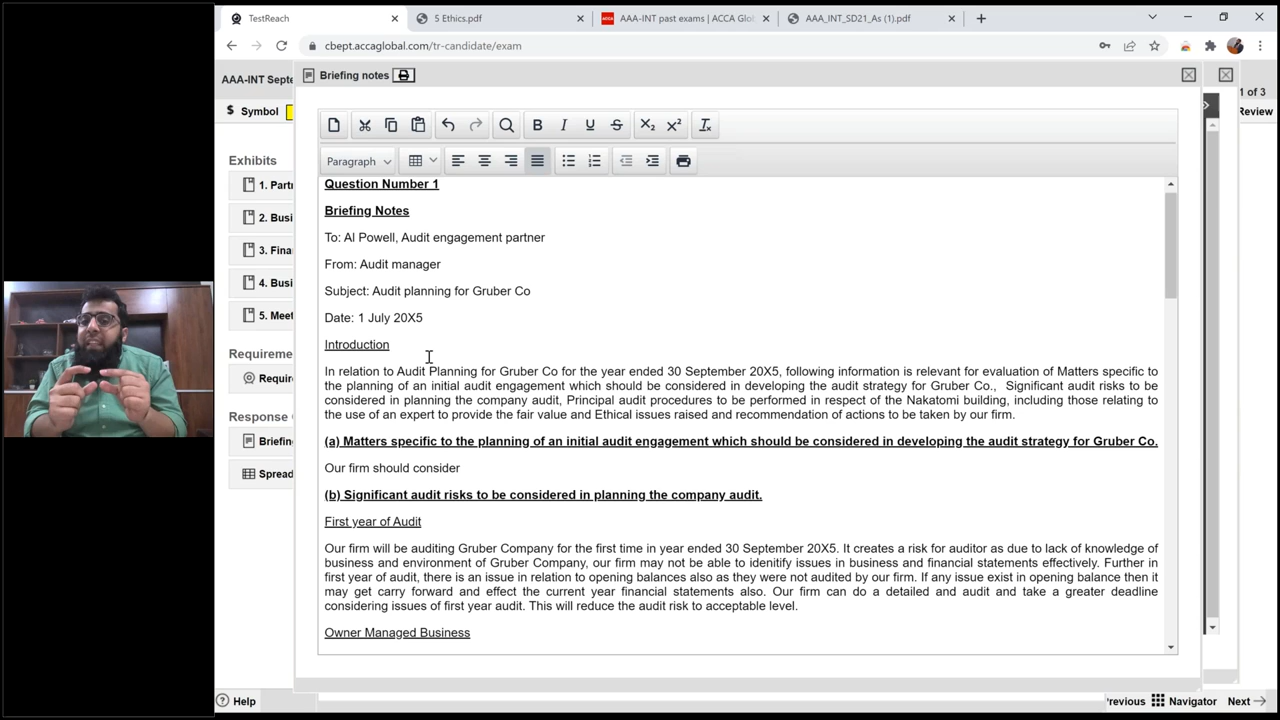 TestReach
5 Ethics.pdf
AAA-INT past exams | ACCA Glo
AAA_INT_SD21_As (1).pdf
cbept.accaglobal.com/tr-candidate/exam
AAA-INT Septe
Briefing notes
1 of 3
$ Symbol
Review
Exhibits
1. Partn
2. Busi
3. Fina
4. Busi
5. Meet
Requireme
Requir
Response O
Briefin
Spread
Paragraph
Question Number 1
Briefing Notes
To: Al Powell, Audit engagement partner
From: Audit manager
Subject: Audit planning for Gruber Co
Date: 1 July 20X5
Introduction
In relation to Audit Planning for Gruber Co for the year ended 30 September 20X5, following information is relevant for evaluation of Matters specific to
the planning of an initial audit engagement which should be considered in developing the audit strategy for Gruber Co., Significant audit risks to be
considered in planning the company audit, Principal audit procedures to be performed in respect of the Nakatomi building, including those relating to
the use of an expert to provide the fair value and Ethical issues raised and recommendation of actions to be taken by our firm.
(a) Matters specific to the planning of an initial audit engagement which should be considered in developing the audit strategy for Gruber Co.
Our firm should consider
(b) Significant audit risks to be considered in planning the company audit.
First year of Audit
Our firm will be auditing Gruber Company for the first time in year ended 30 September 20X5. It creates a risk for auditor as due to lack of knowledge of
business and environment of Gruber Company, our firm may not be able to idenitify issues in business and financial statements effectively. Further in
first year of audit, there is an issue in relation to opening balances also as they were not audited by our firm. If any issue exist in opening balance then it
may get carry forward and effect the current year financial statements also. Our firm can do a detailed and audit and take a greater deadline
considering issues of first year audit. This will reduce the audit risk to acceptable level.
Owner Managed Business
Help
revious
Navigator
Next